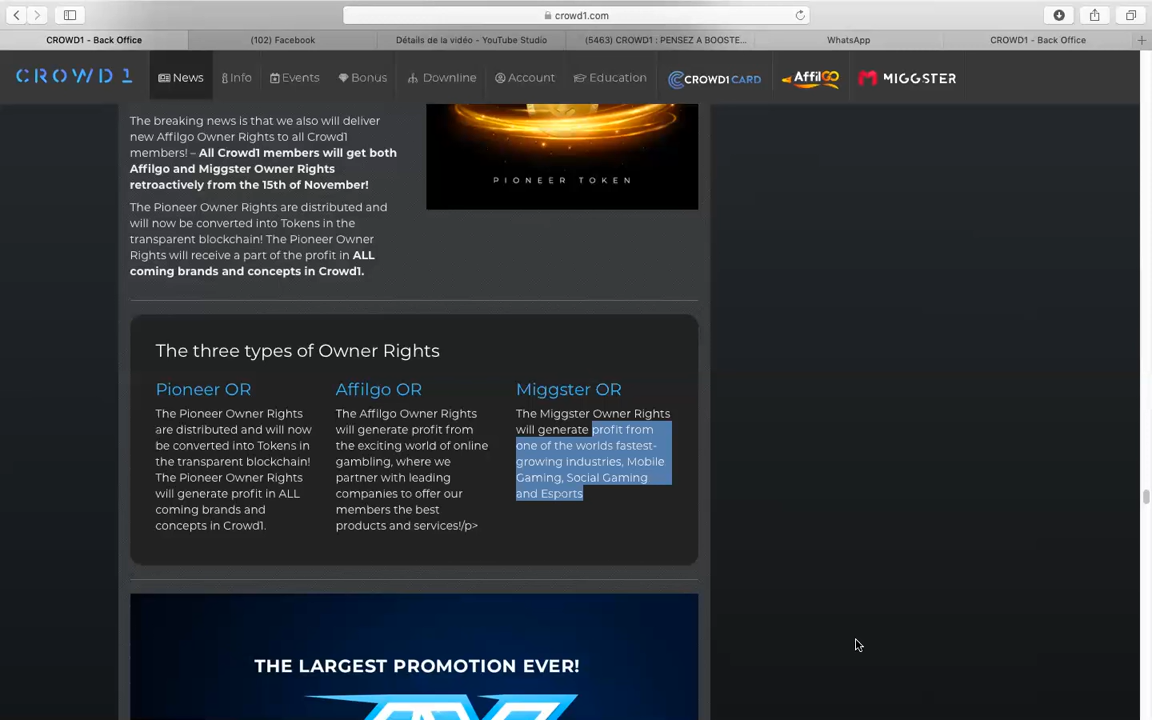 crowd1.com
CROWD1 - Back Office
(102) Facebook
Détails de la vidéo - YouTube Studio
(5463) CROWD1 : PENSEZ A BOOSTE...
WhatsApp
CROWD1 - Back Office
CROWD1
News
Info
Events
Bonus
Downline
Account
Education
CROWD1CARD
AffilGO
MIGGSTER
The breaking news is that we also will deliver
new Affilgo Owner Rights to all Crowd1
members! – All Crowd1 members will get both
Affilgo and Miggster Owner Rights
retroactively from the 15th of November!
The Pioneer Owner Rights are distributed and
will now be converted into Tokens in the
transparent blockchain! The Pioneer Owner
Rights will receive a part of the profit in ALL
coming brands and concepts in Crowd1.
PIONEER TOKEN
The three types of Owner Rights
Pioneer OR
The Pioneer Owner Rights
are distributed and will now
be converted into Tokens in
the transparent blockchain!
The Pioneer Owner Rights
will generate profit in ALL
coming brands and
concepts in Crowd1.
Affilgo OR
The Affilgo Owner Rights
will generate profit from
the exciting world of online
gambling, where we
partner with leading
companies to offer our
members the best
products and services!/p>
Miggster OR
The Miggster Owner Rights
will generate profit from
one of the worlds fastest-
growing industries, Mobile
Gaming, Social Gaming
and Esports
THE LARGEST PROMOTION EVER!